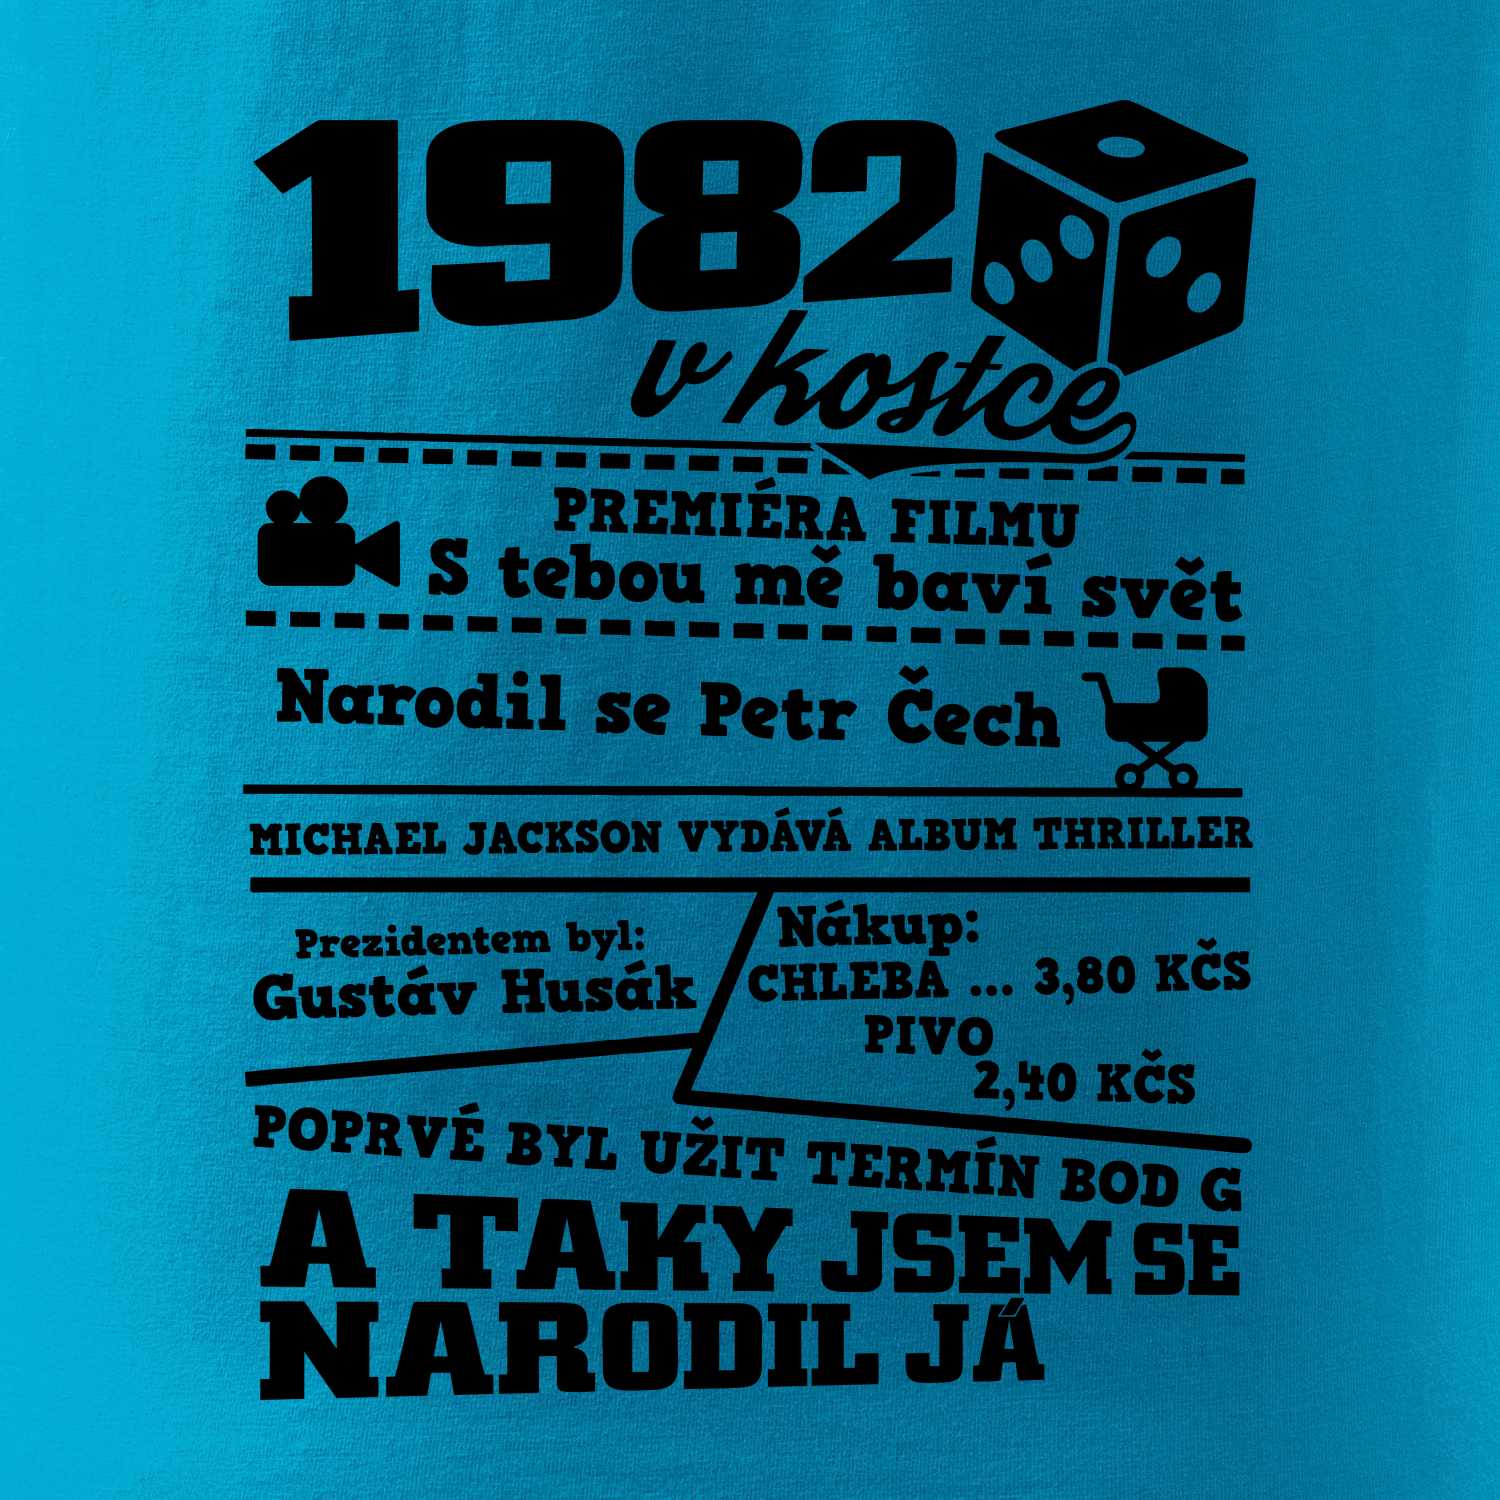 1982
v kostce
PREMIÉRA FILMU
S tebou mě baví svět
Narodil se Petr Čech
MICHAEL JACKSON VYDÁVÁ ALBUM THRILLER
Prezidentem byl:
Gustáv Husák
Nákup:
CHLEBA ... 3,80 KČS
PIVO
2,40 KČS
POPRVÉ BYL UŽIT TERMÍN BOD G
A TAKY JSEM SE
NARODIL JÁ